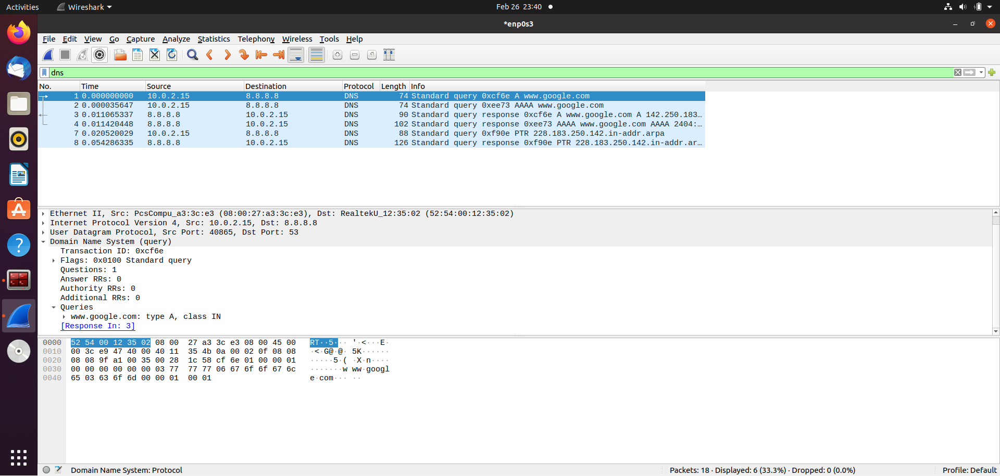 Activities Wireshark Feb 26 23:40
*enp0s3
File Edit View Go Capture Analyze Statistics Telephony Wireless Tools Help
dns
No. Time Source Destination Protocol Length Info
1 0.000000000 10.0.2.15 8.8.8.8 DNS 74 Standard query 0xcf6e A www.google.com
2 0.000035647 10.0.2.15 8.8.8.8 DNS 74 Standard query 0xee73 AAAA www.google.com
3 0.011065337 8.8.8.8 10.0.2.15 DNS 90 Standard query response 0xcf6e A www.google.com A 142.250.183…
4 0.011420448 8.8.8.8 10.0.2.15 DNS 102 Standard query response 0xee73 AAAA www.google.com AAAA 2404:…
7 0.020520029 10.0.2.15 8.8.8.8 DNS 88 Standard query 0xf90e PTR 228.183.250.142.in-addr.arpa
8 0.054286335 8.8.8.8 10.0.2.15 DNS 126 Standard query response 0xf90e PTR 228.183.250.142.in-addr.ar…
Ethernet II, Src: PcsCompu_a3:3c:e3 (08:00:27:a3:3c:e3), Dst: RealtekU_12:35:02 (52:54:00:12:35:02)
Internet Protocol Version 4, Src: 10.0.2.15, Dst: 8.8.8.8
User Datagram Protocol, Src Port: 40865, Dst Port: 53
Domain Name System (query)
Transaction ID: 0xcf6e
Flags: 0x0100 Standard query
Questions: 1
Answer RRs: 0
Authority RRs: 0
Additional RRs: 0
Queries
www.google.com: type A, class IN
[Response In: 3]
0000 52 54 00 12 35 02 08 00 27 a3 3c e3 08 00 45 00 RT··5··· '·<···E·
0010 00 3c e9 47 40 00 40 11 35 4b 0a 00 02 0f 08 08 ·<·G@·@· 5K······
0020 08 08 9f a1 00 35 00 28 1c 58 cf 6e 01 00 00 01 ·····5·( ·X·n····
0030 00 00 00 00 00 00 03 77 77 77 06 67 6f 6f 67 6c ·······w ww·googl
0040 65 03 63 6f 6d 00 00 01 00 01 e·com··· ··
Domain Name System: Protocol Packets: 18 · Displayed: 6 (33.3%) · Dropped: 0 (0.0%) Profile: Default